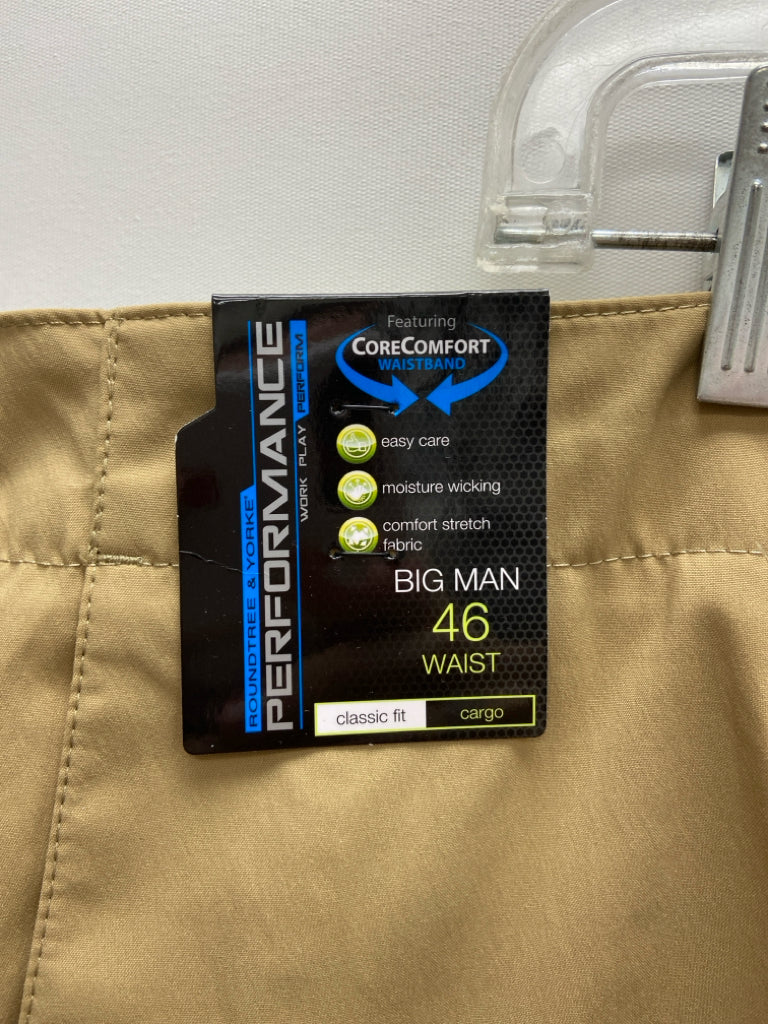 ROUNDTREE & YORKE
PERFORMANCE
WORK PLAY PERFORM
Featuring
CORECOMFORT
WAISTBAND
easy care
moisture wicking
comfort stretch
fabric
BIG MAN
46
WAIST
classic fit
cargo